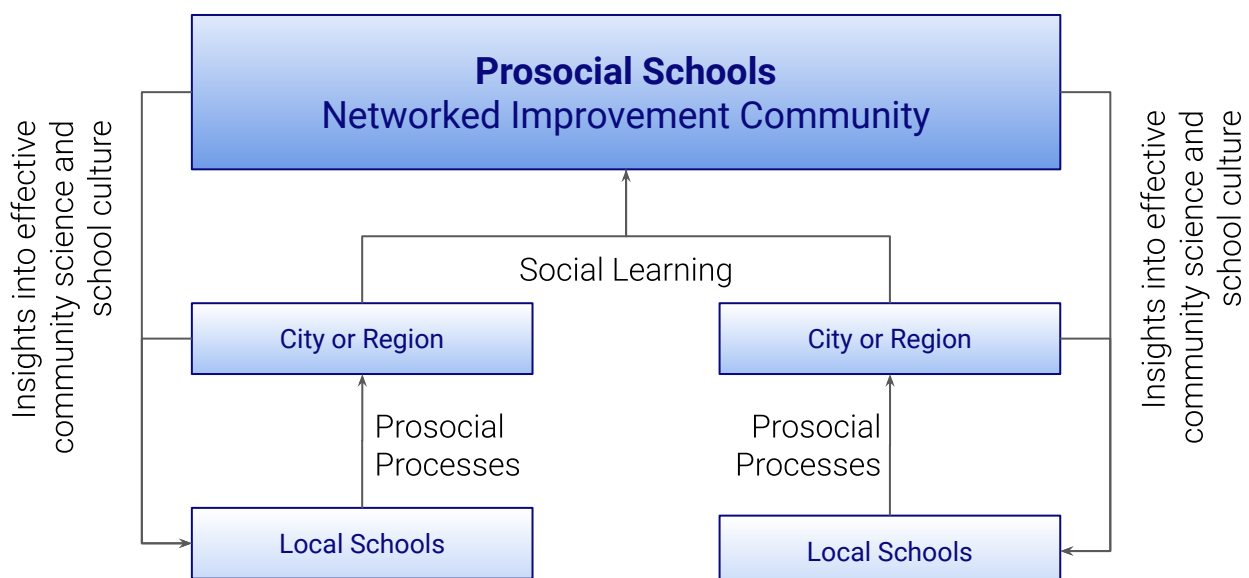 Prosocial Schools
Networked Improvement Community
Insights into effective
community science and
school culture
Insights into effective
community science and
school culture
Social Learning
City or Region
City or Region
Prosocial
Processes
Prosocial
Processes
Local Schools
Local Schools